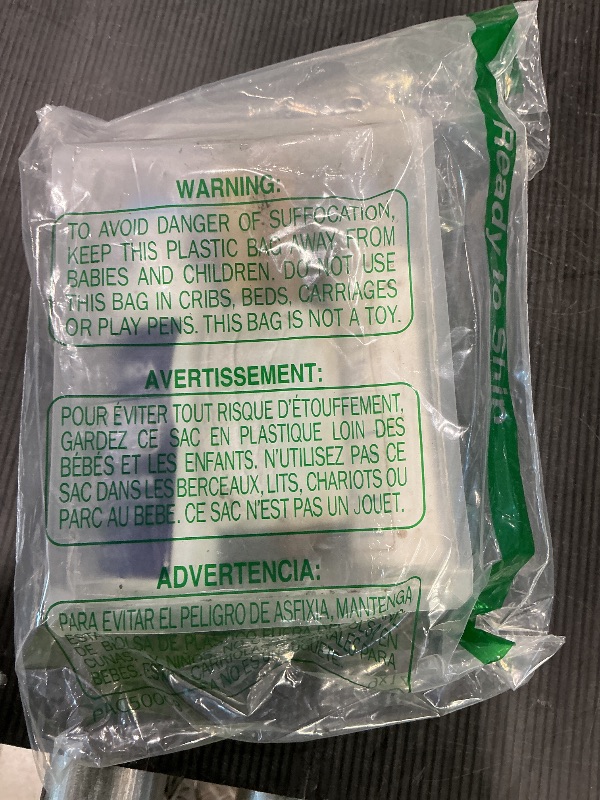 WARNING:
TO AVOID DANGER OF SUFFOCATION,
KEEP THIS PLASTIC BAG AWAY FROM
BABIES AND CHILDREN. DO NOT USE
THIS BAG IN CRIBS, BEDS, CARRIAGES
OR PLAY PENS. THIS BAG IS NOT A TOY.
AVERTISSEMENT:
POUR ÉVITER TOUT RISQUE D'ÉTOUFFEMENT,
GARDEZ CE SAC EN PLASTIQUE LOIN DES
BÉBÉS ET LES ENFANTS. N'UTILISEZ PAS CE
SAC DANS LES BERCEAUX, LITS, CHARIOTS OU
PARC AU BEBE. CE SAC N'EST PAS UN JOUET.
ADVERTENCIA:
PARA EVITAR EL PELIGRO DE ASFIXIA, MANTENGA
Ready to Ship